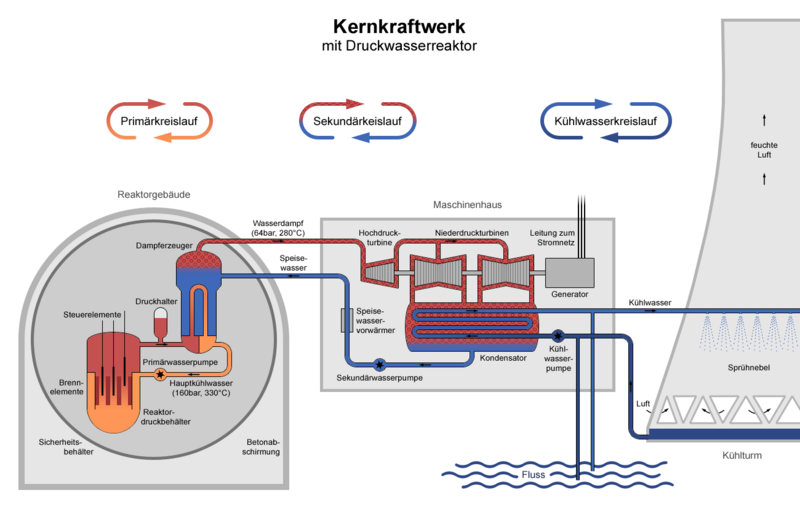 Kernkraftwerk
mit Druckwasserreaktor
Primärkreislauf
Sekundärkeislauf
Kühlwasserkreislauf
feuchte
Luft
Reaktorgebäude
Maschinenhaus
Wasserdampf
(64bar, 280°C)
Hochdruck-
turbine
Niederdruckturbinen
Leitung zum
Stromnetz
Dampferzeuger
Speise-
wasser
Generator
Druckhalter
Steuerelemente
Speise-
wasser-
vorwärmer
Kühlwasser
Primärwasserpumpe
Kondensator
Kühl-
wasser-
pumpe
Sprühnebel
Brenn-
elemente
Hauptkühlwasser
(160bar, 330°C)
Sekundärwasserpumpe
Reaktor-
druckbehälter
Luft
Sicherheits-
behälter
Betonab-
schirmung
Kühlturm
Fluss